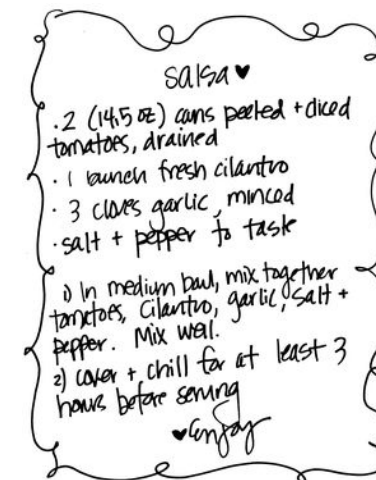 salsa ♥
· 2 (14.5 oz) cans peeled + diced
tomatoes, drained
· 1 bunch fresh cilantro
· 3 cloves garlic, minced
· salt + pepper to taste
1) In medium bowl, mix together
tomatoes, cilantro, garlic, salt +
pepper. Mix well.
2) cover + chill for at least 3
hours before serving
♥ enjoy